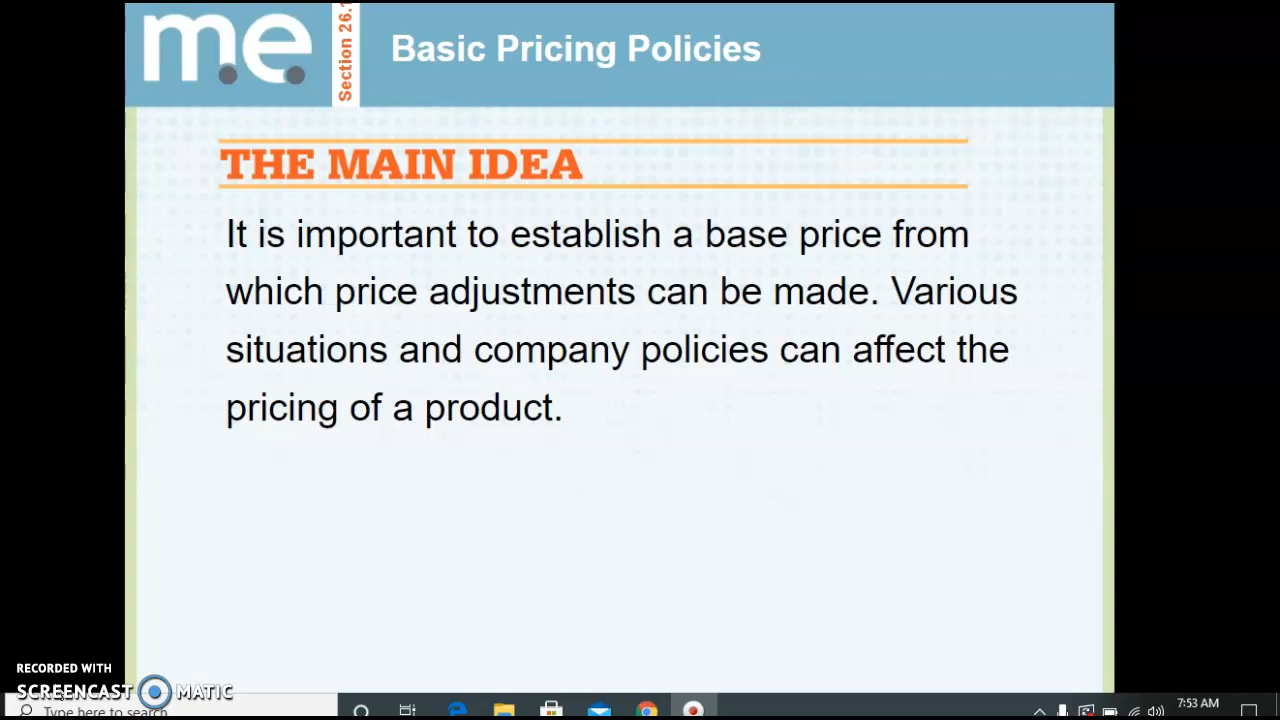 m.e.
Section 26.1
Basic Pricing Policies
THE MAIN IDEA
It is important to establish a base price from
which price adjustments can be made. Various
situations and company policies can affect the
pricing of a product.
RECORDED WITH
SCREENCAST MATIC
Type here to search
7:53 AM